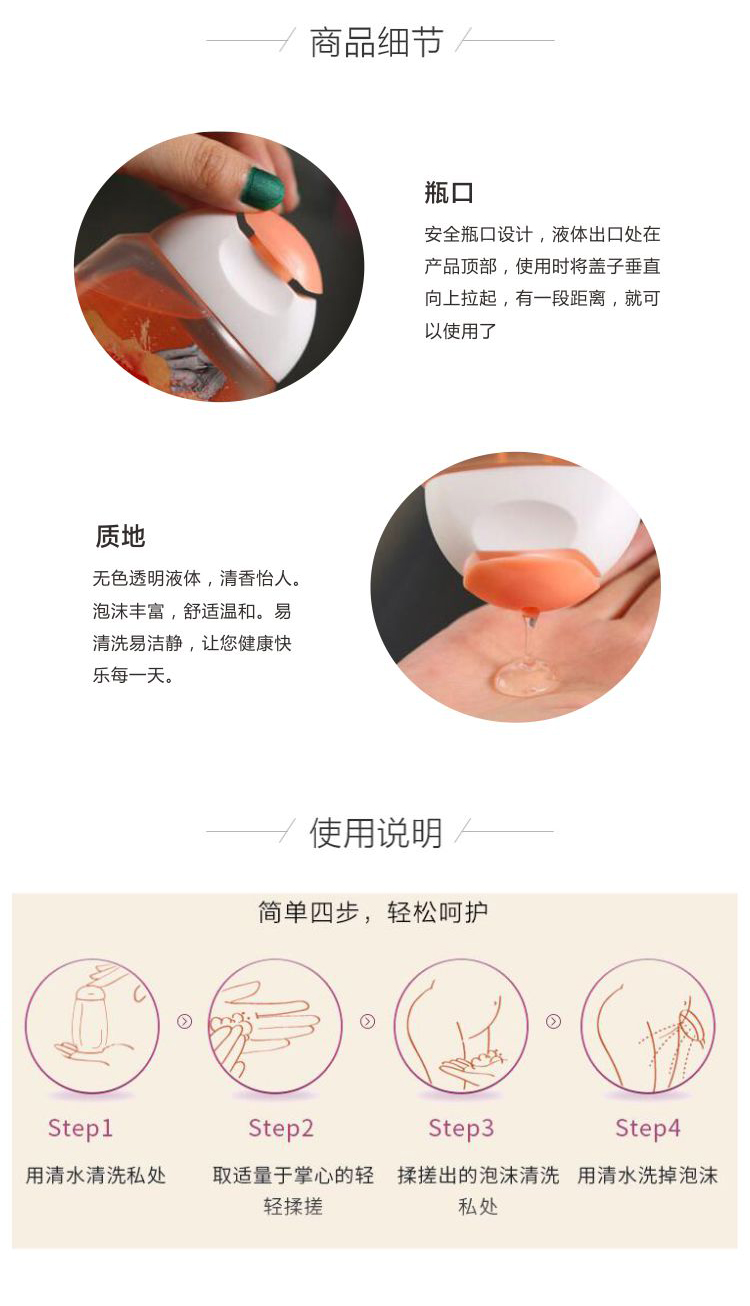 商品细节
瓶口
安全瓶口设计，液体出口处在
产品顶部，使用时将盖子垂直
向上拉起，有一段距离，就可
以使用了
质地
无色透明液体，清香怡人。
泡沫丰富，舒适温和。易
清洗易洁静，让您健康快
乐每一天。
使用说明
简单四步，轻松呵护
Step1
用清水清洗私处
Step2
取适量于掌心的轻
轻揉搓
Step3
揉搓出的泡沫清洗
私处
Step4
用清水洗掉泡沫